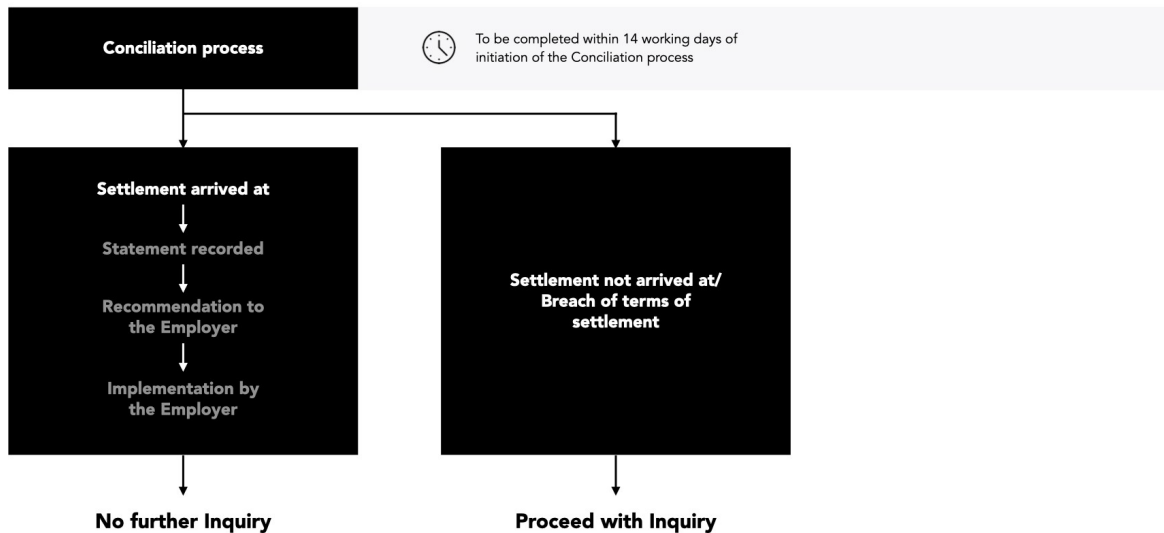 Conciliation process
To be completed within 14 working days of
initiation of the Conciliation process
Settlement arrived at
Statement recorded
Recommendation to
the Employer
Implementation by
the Employer
Settlement not arrived at/
Breach of terms of
settlement
No further Inquiry
Proceed with Inquiry